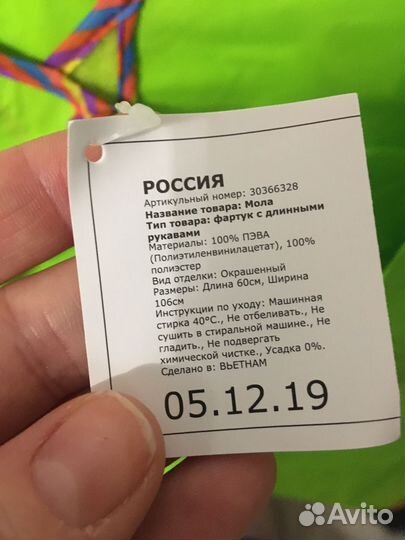 РОССИЯ
Артикульный номер: 30366328
Название товара: Мола
Тип товара: фартук с длинными
рукавами
Материалы: 100% ПЭВА
(Полиэтиленвинилацетат), 100%
полиэстер
Вид отделки: Окрашенный
Размеры: Длина 60см, Ширина
106см
Инструкции по уходу: Машинная
стирка 40°C., Не отбеливать., Не
сушить в стиральной машине., Не
гладить., Не подвергать
химической чистке., Усадка 0%.
Сделано в: ВЬЕТНАМ
05.12.19
Avito